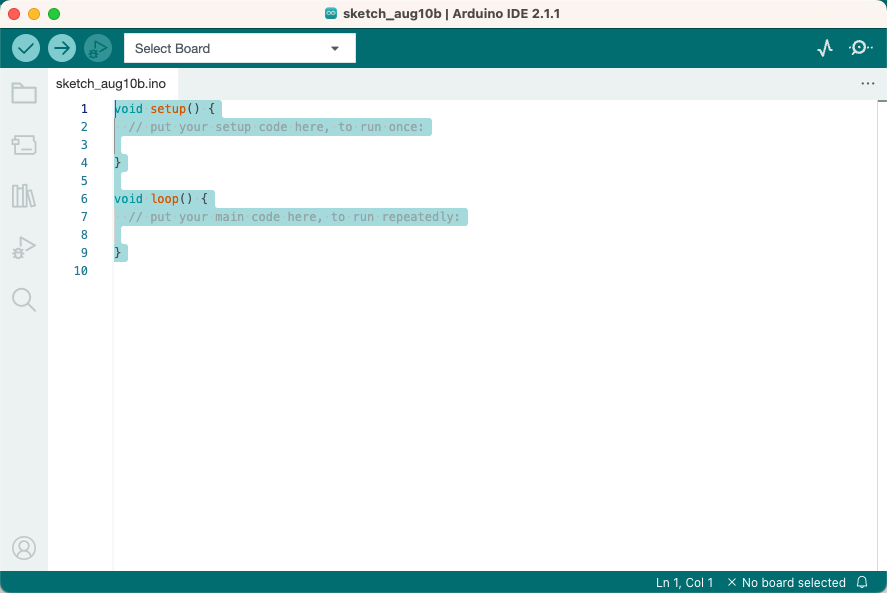 sketch_aug10b | Arduino IDE 2.1.1
Select Board
sketch_aug10b.ino
1 void setup() {
2 // put your setup code here, to run once:
3
4 }
5
6 void loop() {
7 // put your main code here, to run repeatedly:
8
9 }
10
Ln 1, Col 1 × No board selected